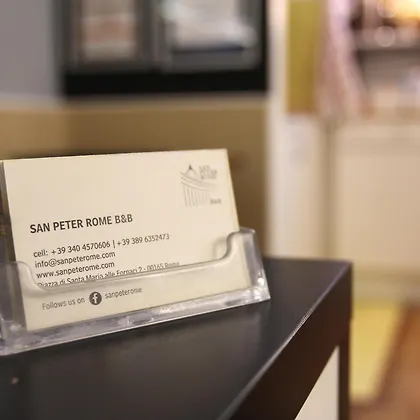 SAN PETER ROME B&B
cell: +39 340 4570606 | +39 389 6352473
info@sanpeterome.com
www.sanpeterome.com
Piazza di Santa Maria alle Fornaci 2 - 00165 Rome
Follows us on sanpeterome